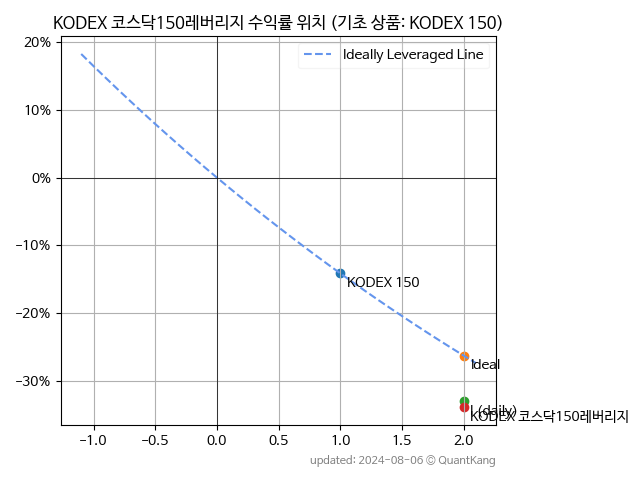 KODEX 코스닥150레버리지 수익률 위치 (기초 상품: KODEX 150)
Ideally Leveraged Line
20%
10%
0%
−10%
−20%
−30%
KODEX 150
Ideal
(daily)
KODEX 코스닥150레버리지
−1.0 −0.5 0.0 0.5 1.0 1.5 2.0
updated: 2024-08-06 © QuantKang